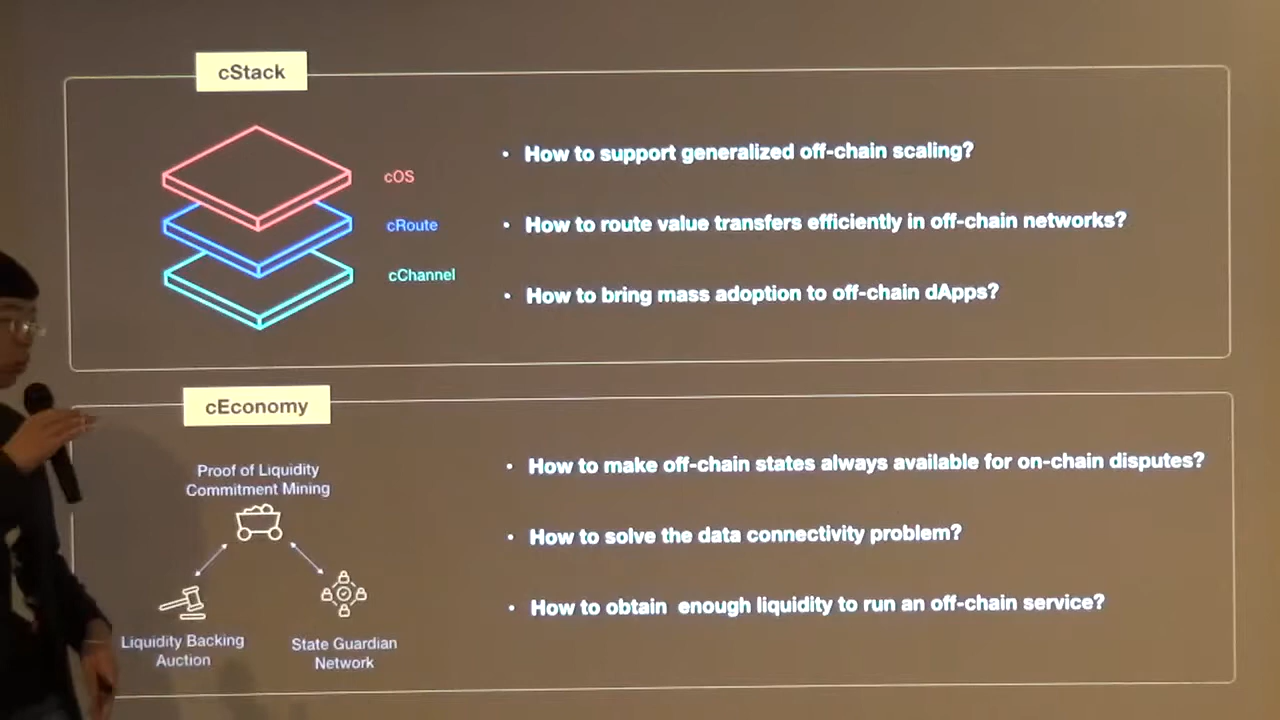 cStack
cOS
cRoute
cChannel
• How to support generalized off-chain scaling?
• How to route value transfers efficiently in off-chain networks?
• How to bring mass adoption to off-chain dApps?
cEconomy
Proof of Liquidity
Commitment Mining
Liquidity Backing
Auction
State Guardian
Network
• How to make off-chain states always available for on-chain disputes?
• How to solve the data connectivity problem?
• How to obtain enough liquidity to run an off-chain service?